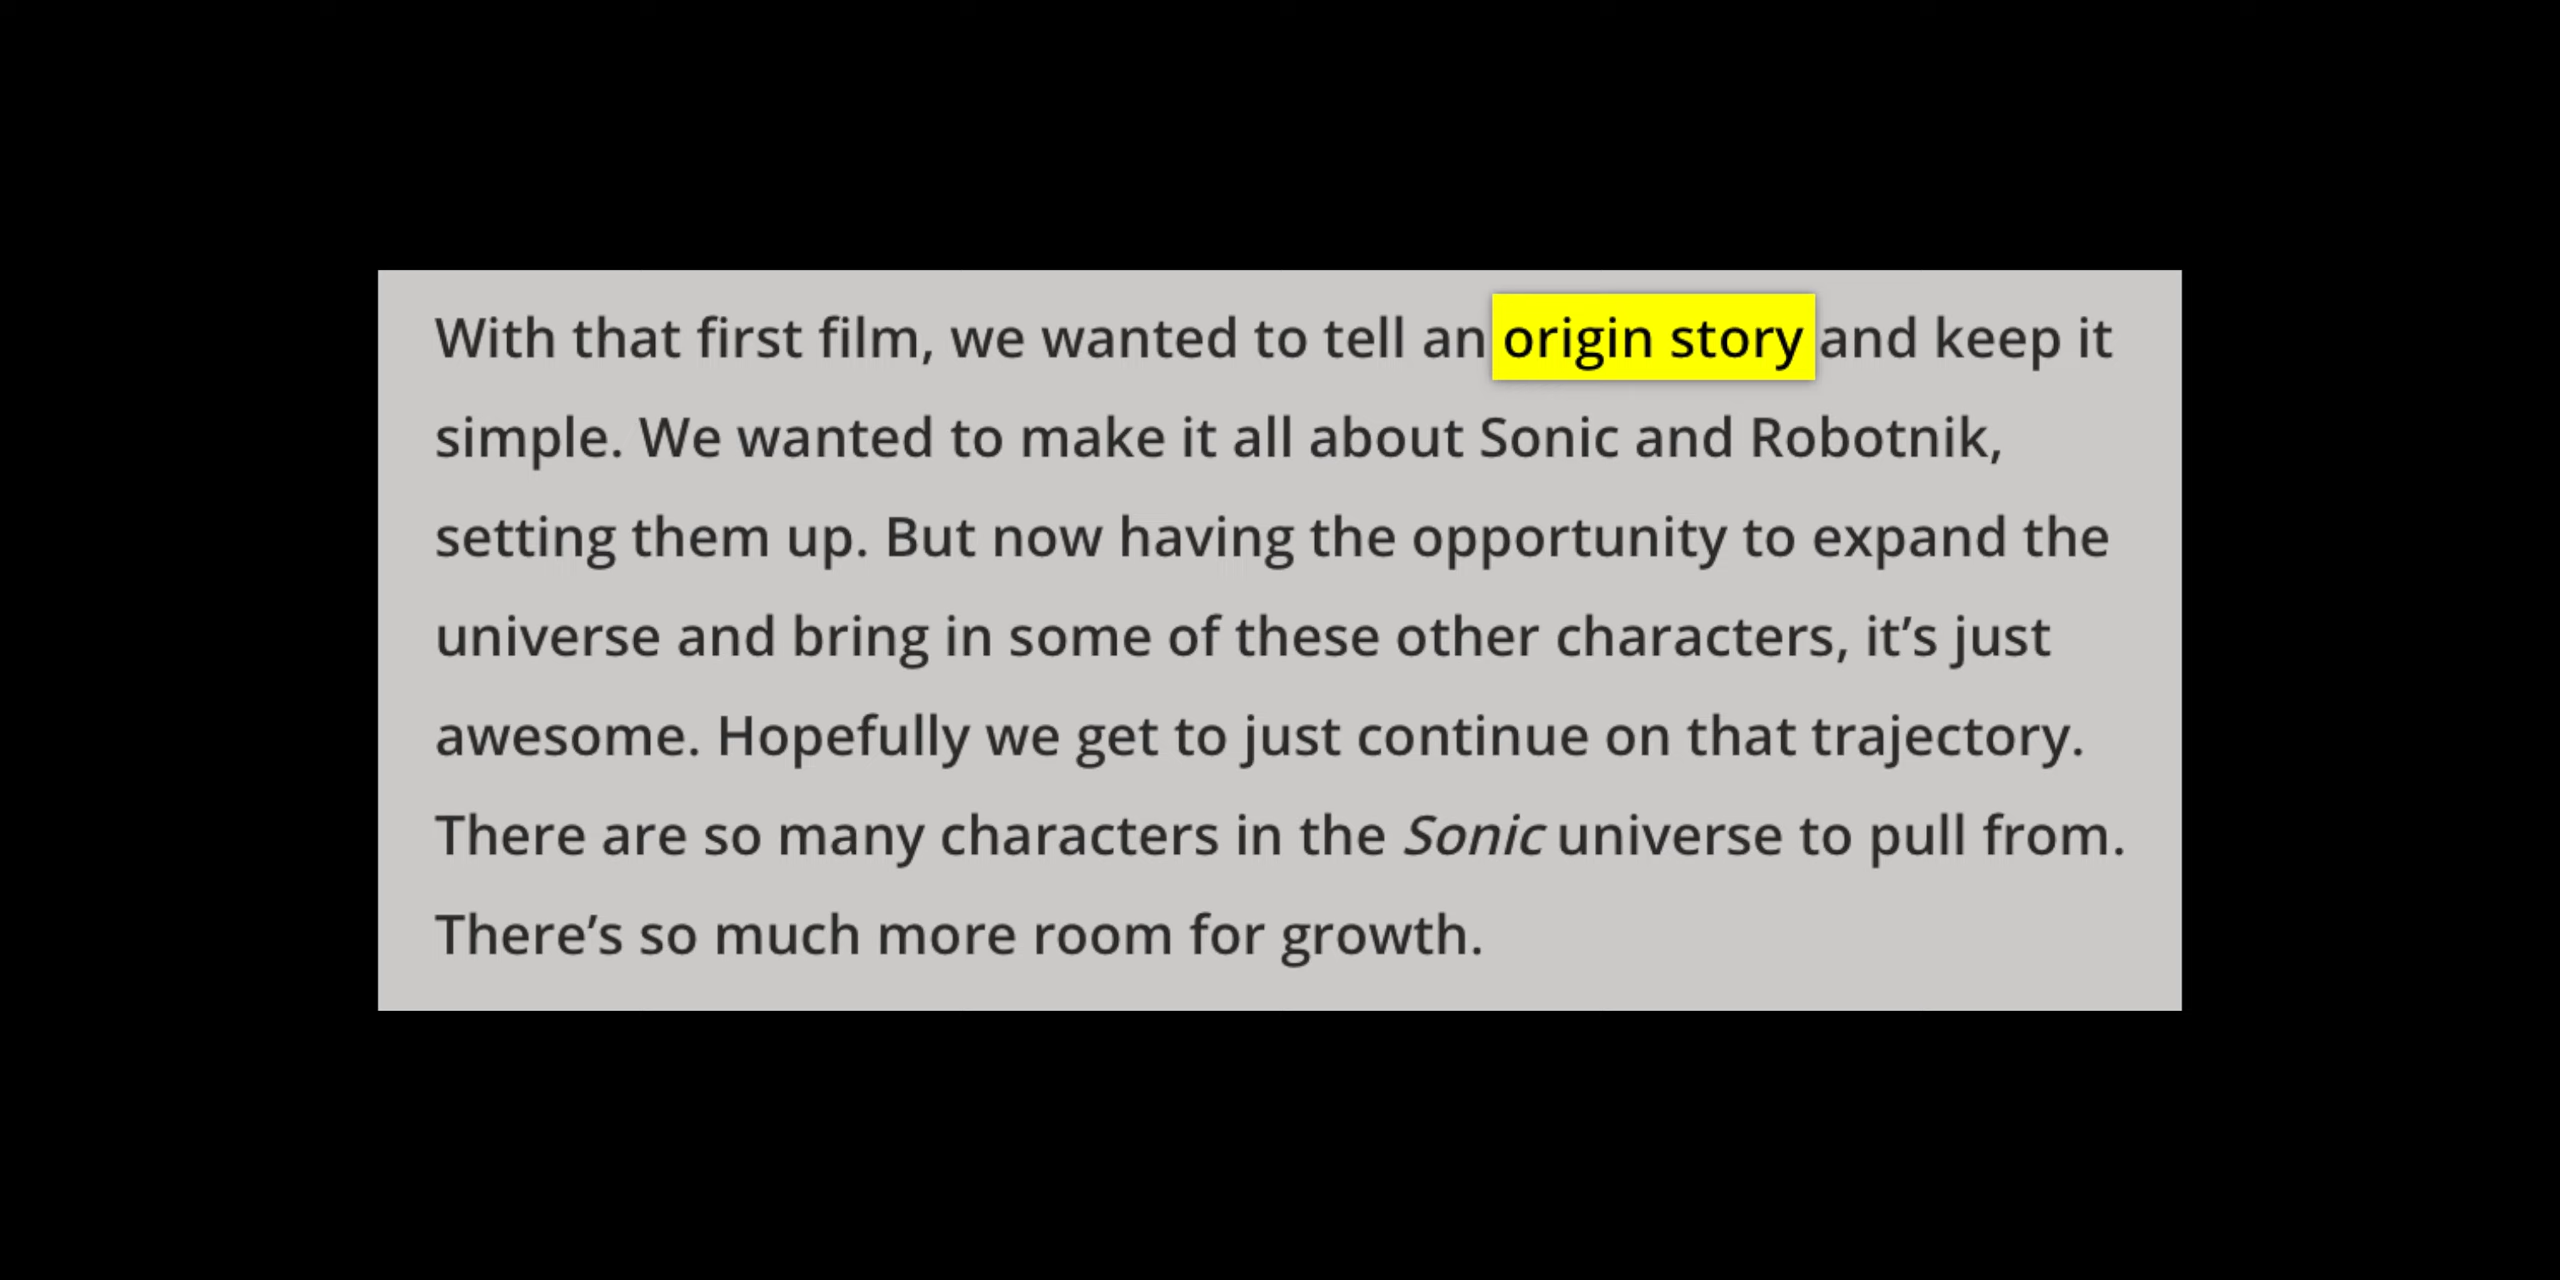 With that first film, we wanted to tell an origin story and keep it
simple. We wanted to make it all about Sonic and Robotnik,
setting them up. But now having the opportunity to expand the
universe and bring in some of these other characters, it’s just
awesome. Hopefully we get to just continue on that trajectory.
There are so many characters in the Sonic universe to pull from.
There’s so much more room for growth.